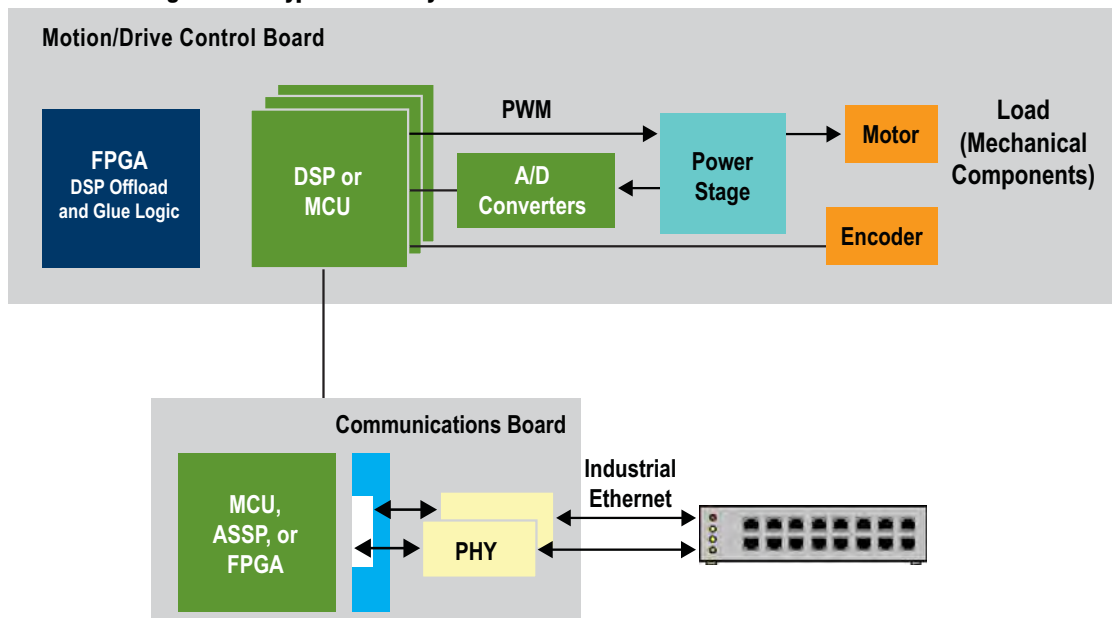 Motion/Drive Control Board
FPGA
DSP Offload
and Glue Logic
DSP or
MCU
PWM
A/D
Converters
Power
Stage
Motor
Encoder
Load
(Mechanical
Components)
Communications Board
MCU,
ASSP, or
FPGA
PHY
Industrial
Ethernet